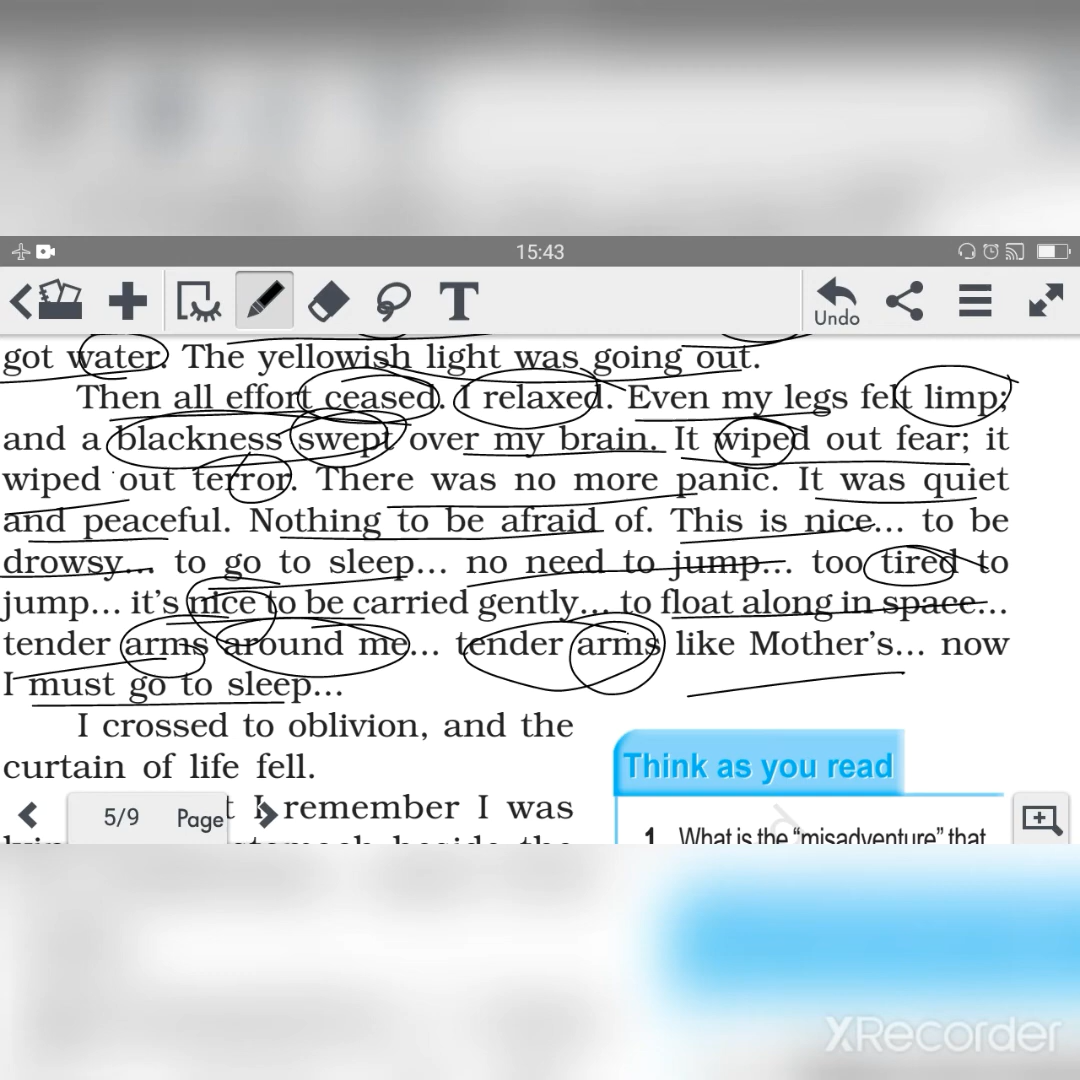 15:43
Undo
got water. The yellowish light was going out.
Then all effort ceased. I relaxed. Even my legs felt limp;
and a blackness swept over my brain. It wiped out fear; it
wiped out terror. There was no more panic. It was quiet
and peaceful. Nothing to be afraid of. This is nice... to be
drowsy... to go to sleep... no need to jump... too tired to
jump... it's nice to be carried gently... to float along in space...
tender arms around me... tender arms like Mother's... now
I must go to sleep...
I crossed to oblivion, and the
curtain of life fell.
I remember I was
Think as you read
1 What is the "misadventure" that
5/9 Page
XRecorder